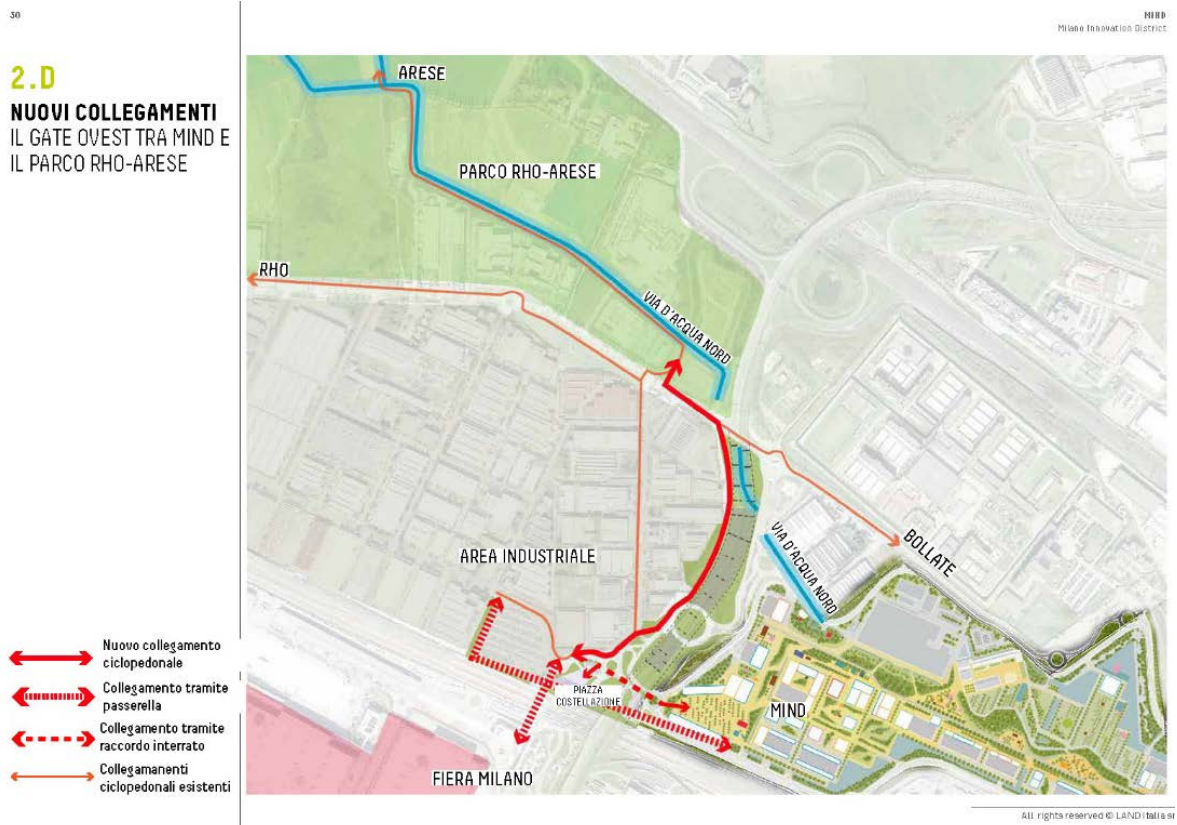 30
MIND
Milano Innovation District
2.D
NUOVI COLLEGAMENTI
IL GATE OVEST TRA MIND E
IL PARCO RHO-ARESE
ARESE
PARCO RHO-ARESE
RHO
VIA D'ACQUA NORD
AREA INDUSTRIALE
VIA D'ACQUA NORD
BOLLATE
PIAZZA
COSTELLAZIONE
MIND
FIERA MILANO
Nuovo collegamento
ciclopedonale
Collegamento tramite
passerella
Collegamento tramite
raccordo interrato
Collegamanenti
ciclopedonali esistenti
All rights reserved © LAND Italia srl